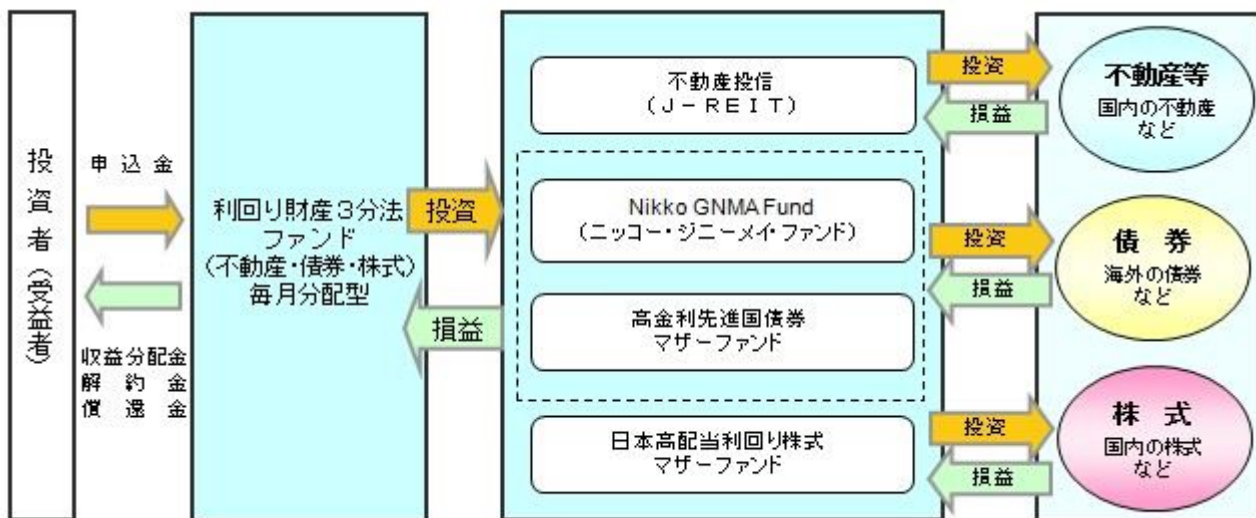 投資者(受益者)
申込金
収益分配金
解約金
償還金
利回り財産3分法
ファンド
(不動産・債券・株式)
毎月分配型
投資
損益
不動産投信
(J-REIT)
Nikko GNMA Fund
(ニッコー・ジニーメイ・ファンド)
高金利先進国債券
マザーファンド
日本高配当利回り株式
マザーファンド
投資
損益
不動産等
国内の不動産
など
投資
損益
債券
海外の債券
など
投資
損益
株式
国内の株式
など